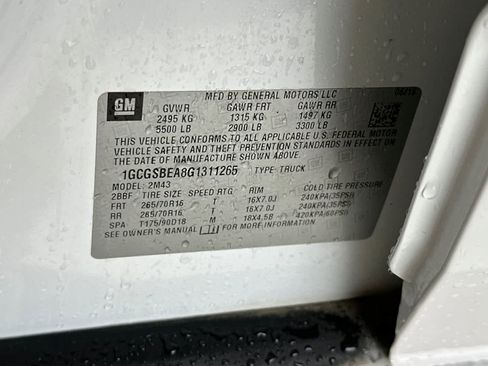 GM
MFD BY GENERAL MOTORS LLC
GVWR GAWR FRT GAWR RR
2495 KG 1315 KG 1497 KG
5500 LB 2900 LB 3300 LB
THIS VEHICLE CONFORMS TO ALL APPLICABLE U.S. FEDERAL MOTOR
VEHICLE SAFETY AND THEFT PREVENTION STANDARDS IN EFFECT ON THE
DATE OF MANUFACTURE SHOWN ABOVE.
1GCGSBEA8G1311265 TYPE: TRUCK
MODEL: 2M43
2BBF TIRE SIZE SPEED RTG RIM COLD TIRE PRESSURE
FRT 265/70R16 T 16X7.0J 240KPA(35PSI)
RR 265/70R16 T 16X7.0J 240KPA(35PSI)
SPA T175/90D18 M 18X4.5B 420KPA(60PSI)
SEE OWNER'S MANUAL FOR MORE INFORMATION